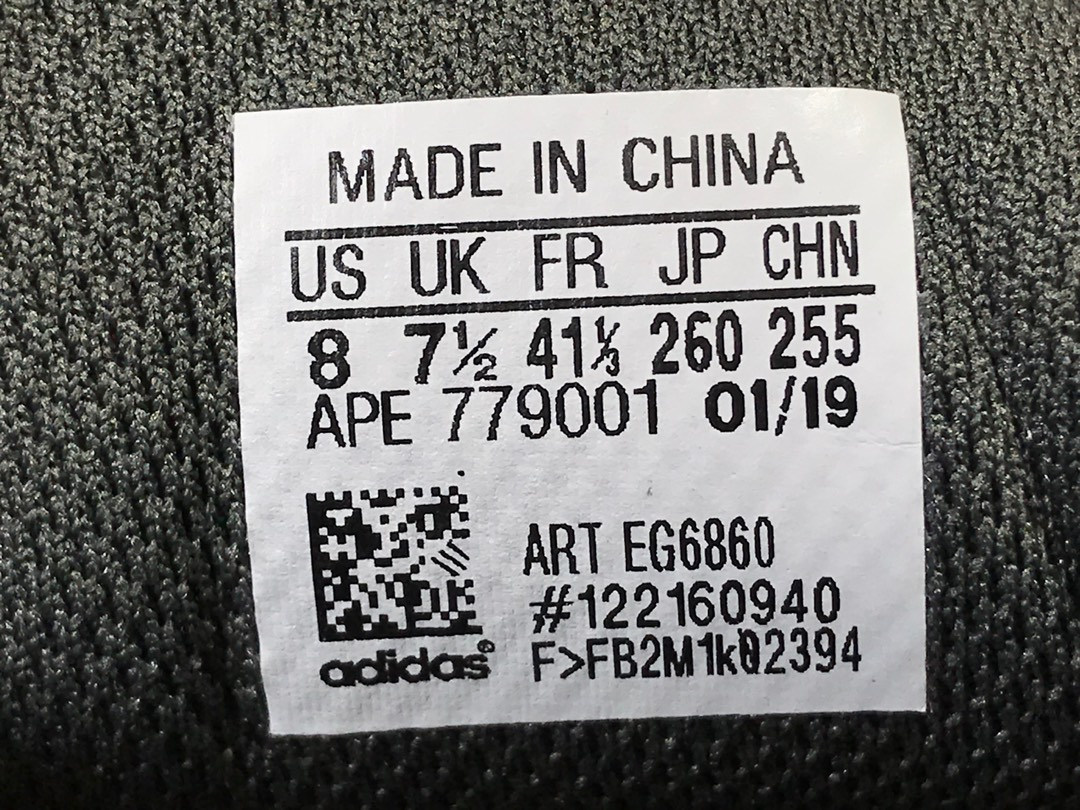 MADE IN CHINA
US UK FR JP CHN
8 7½ 41⅓ 260 255
APE 779001 01/19
ART EG6860
#122160940
F>FB2M1k02394
adidas®